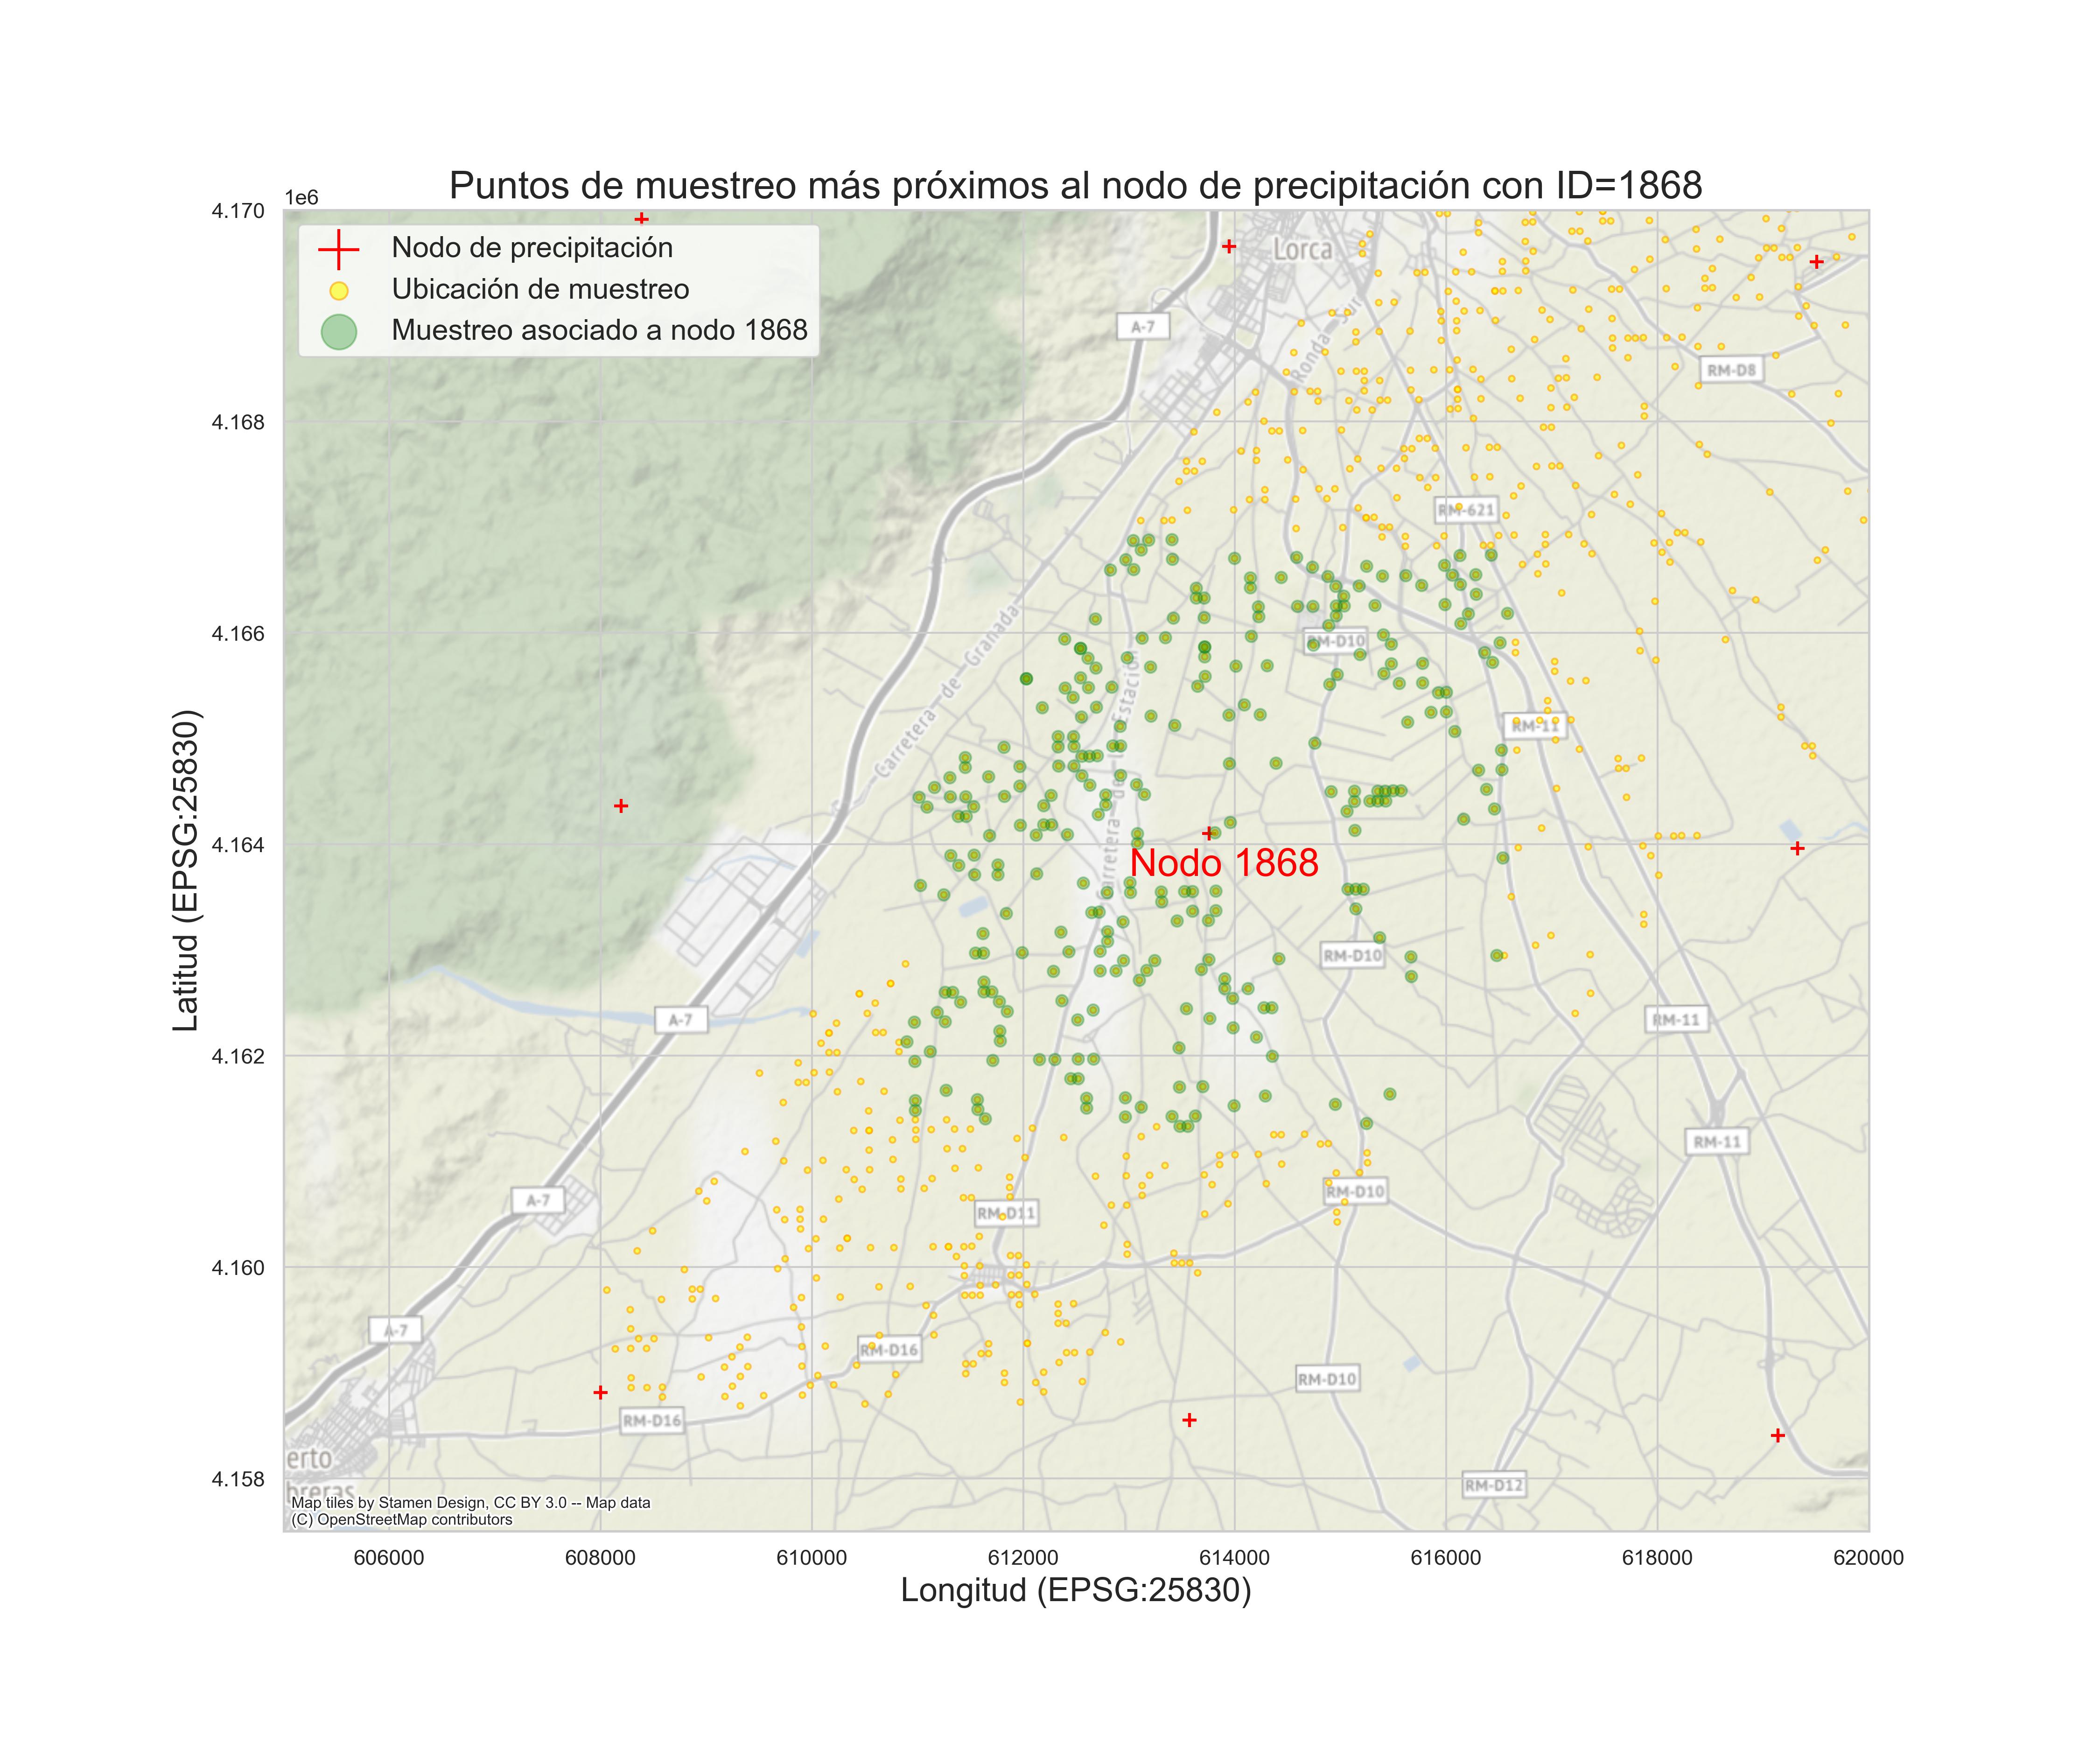 Puntos de muestreo más próximos al nodo de precipitación con ID=1868
1e6
Nodo de precipitación
Ubicación de muestreo
Muestreo asociado a nodo 1868
4.170
4.168
4.166
4.164
4.162
4.160
4.158
Latitud (EPSG:25830)
Lorca
A-7
Ronda Sur
RM-D8
RM-621
Carretera de Granada
RM-D10
Carretera de la Estación
RM-11
Nodo 1868
RM-D10
A-7
RM-11
RM-11
A-7
RM-D10
RM-D11
A-7
RM-D16
RM-D10
RM-D16
erto
breras
RM-D12
Map tiles by Stamen Design, CC BY 3.0 -- Map data
(C) OpenStreetMap contributors
606000 608000 610000 612000 614000 616000 618000 620000
Longitud (EPSG:25830)